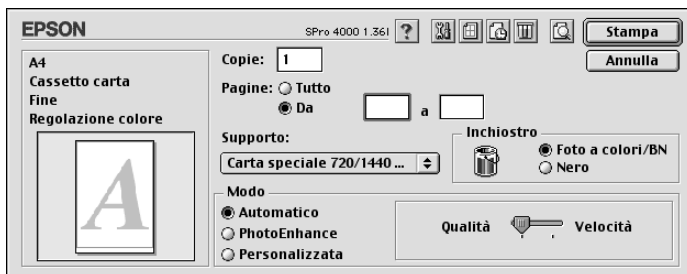 EPSON
SPro 4000 1.36I
?
Stampa
A4
Cassetto carta
Fine
Regolazione colore
A
Copie: 1
Annulla
Pagine: Tutto
Da a
Supporto:
Carta speciale 720/1440 ...
Inchiostro
Foto a colori/BN
Nero
Modo
Automatico
PhotoEnhance
Personalizzata
Qualità Velocità